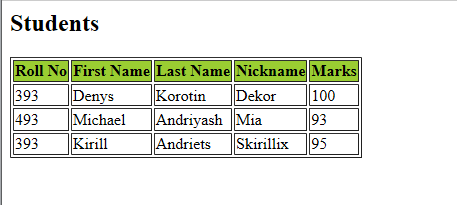 Students
Roll No First Name Last Name Nickname Marks
393 Denys Korotin Dekor 100
493 Michael Andriyash Mia 93
393 Kirill Andriets Skirillix 95